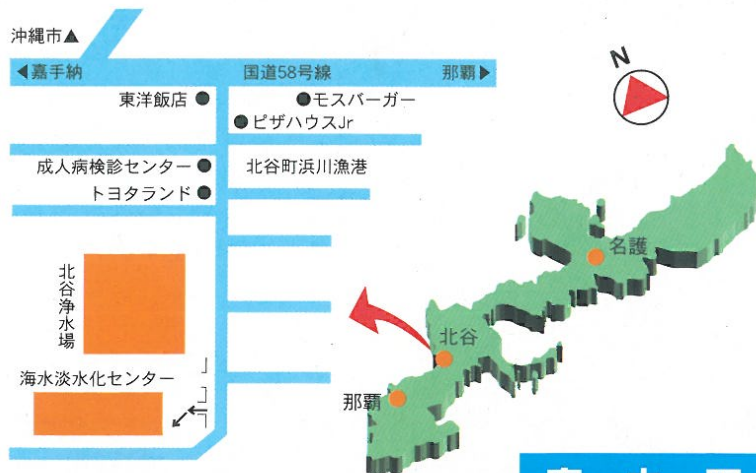 沖縄市▲
◀嘉手納 国道58号線 那覇▶
東洋飯店 ●
●モスバーガー
● ピザハウスJr
成人病検診センター ●
北谷町浜川漁港
トヨタランド ●
北谷浄水場
海水淡水化センター
N
名護
北谷
那覇